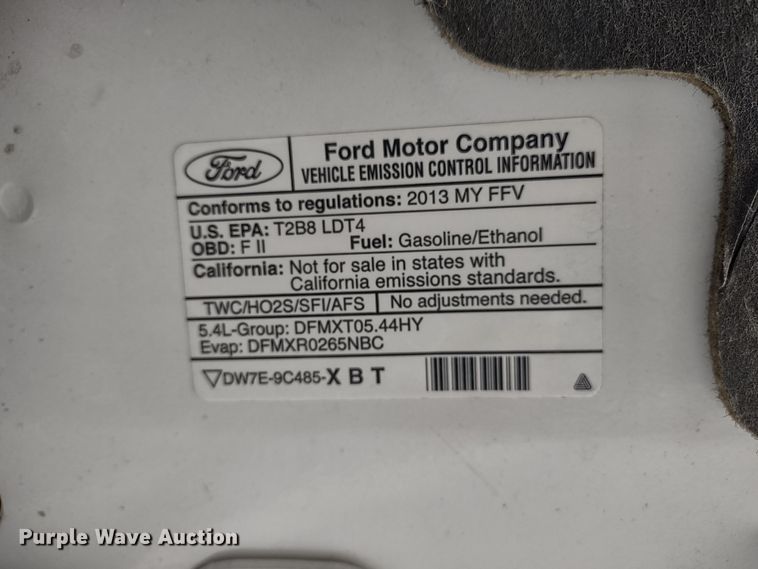 Ford
Ford Motor Company
VEHICLE EMISSION CONTROL INFORMATION
Conforms to regulations: 2013 MY FFV
U.S. EPA: T2B8 LDT4
OBD: F II Fuel: Gasoline/Ethanol
California: Not for sale in states with
California emissions standards.
TWC/HO2S/SFI/AFS No adjustments needed.
5.4L-Group: DFMXT05.44HY
Evap: DFMXR0265NBC
DW7E-9C485-X B T
Purple Wave Auction